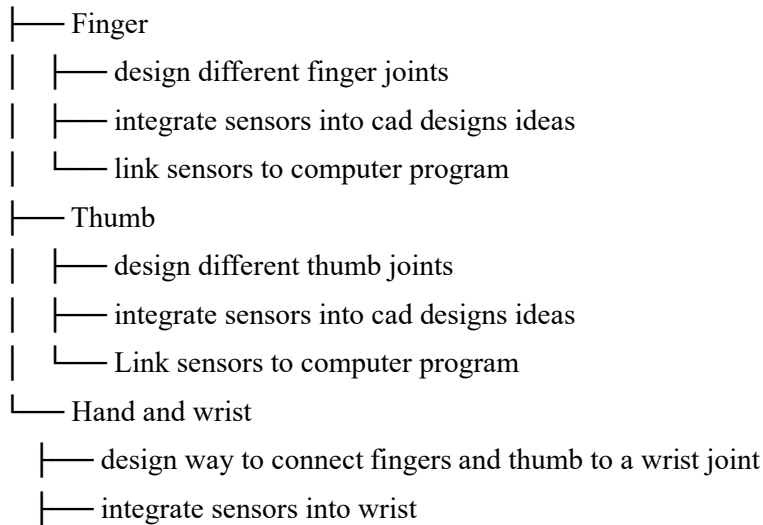 Finger
design different finger joints
integrate sensors into cad designs ideas
link sensors to computer program
Thumb
design different thumb joints
integrate sensors into cad designs ideas
Link sensors to computer program
Hand and wrist
design way to connect fingers and thumb to a wrist joint
integrate sensors into wrist